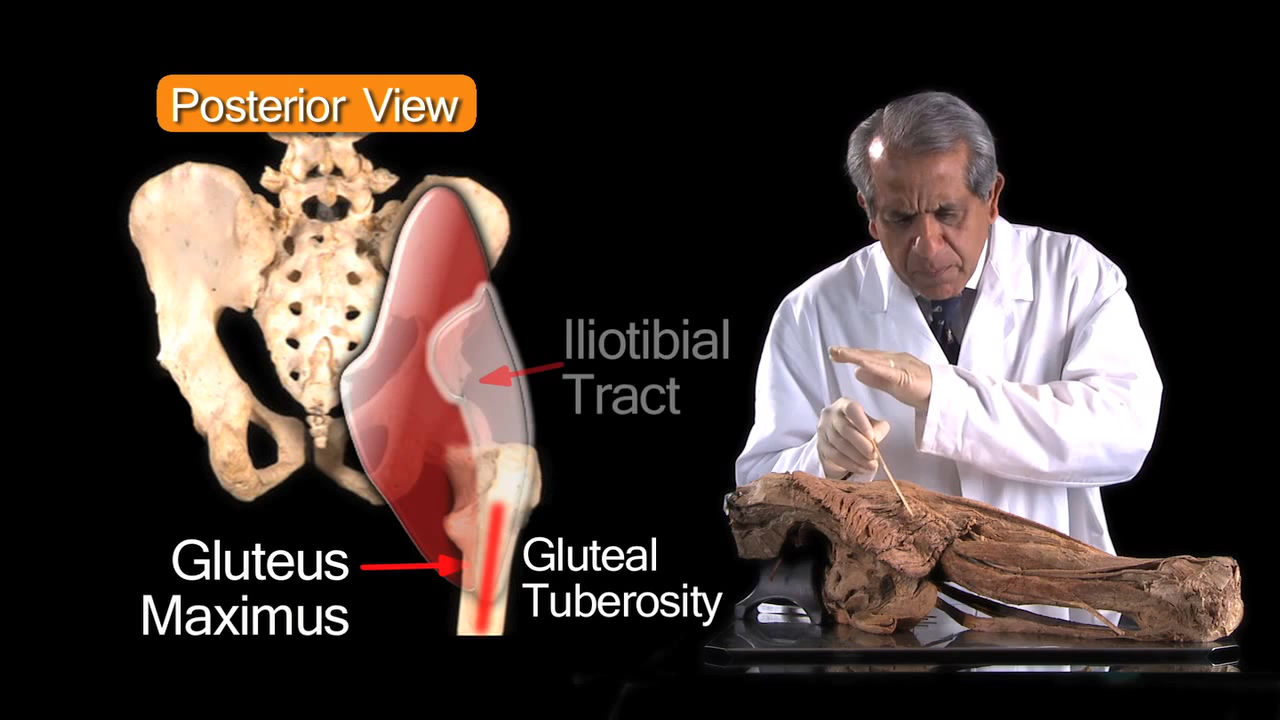 Posterior View
Iliotibial
Tract
Gluteus
Maximus
Gluteal
Tuberosity